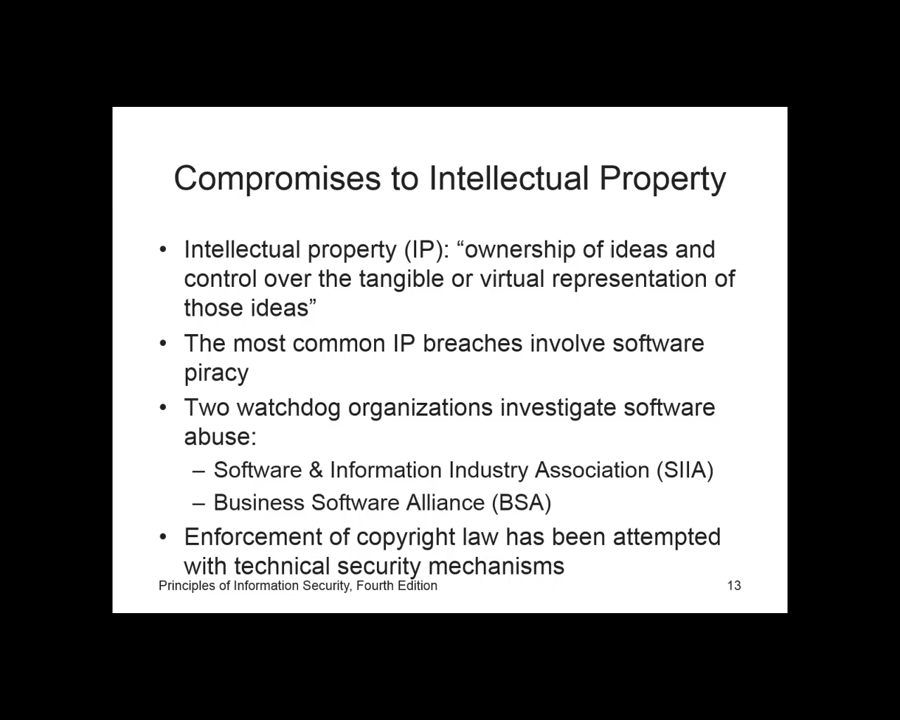 Compromises to Intellectual Property
• Intellectual property (IP): “ownership of ideas and
control over the tangible or virtual representation of
those ideas”
• The most common IP breaches involve software
piracy
• Two watchdog organizations investigate software
abuse:
– Software & Information Industry Association (SIIA)
– Business Software Alliance (BSA)
• Enforcement of copyright law has been attempted
with technical security mechanisms
Principles of Information Security, Fourth Edition 13